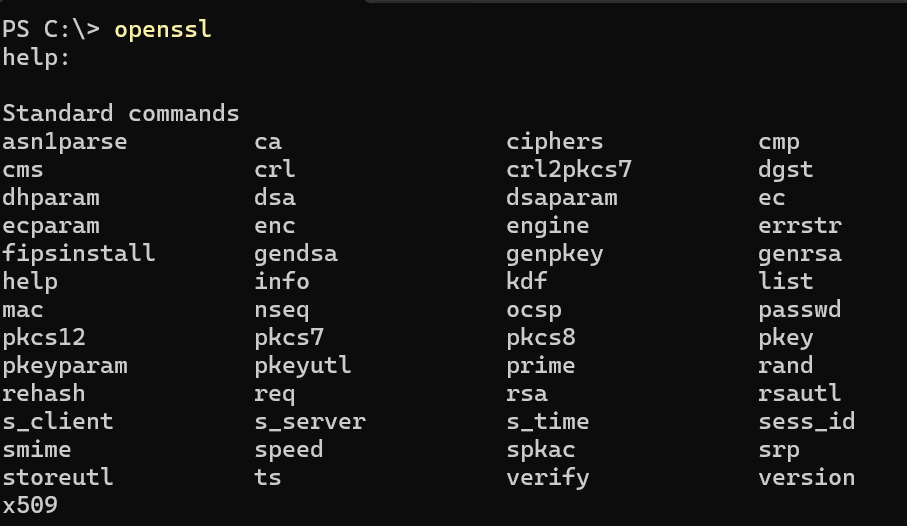 PS C:\> openssl
help:

Standard commands
asn1parse         ca                ciphers           cmp
cms               crl               crl2pkcs7         dgst
dhparam           dsa               dsaparam          ec
ecparam           enc               engine            errstr
fipsinstall       gendsa            genpkey           genrsa
help              info              kdf               list
mac               nseq              ocsp              passwd
pkcs12            pkcs7             pkcs8             pkey
pkeyparam         pkeyutl           prime             rand
rehash            req               rsa               rsautl
s_client          s_server          s_time            sess_id
smime             speed             spkac             srp
storeutl          ts                verify            version
x509